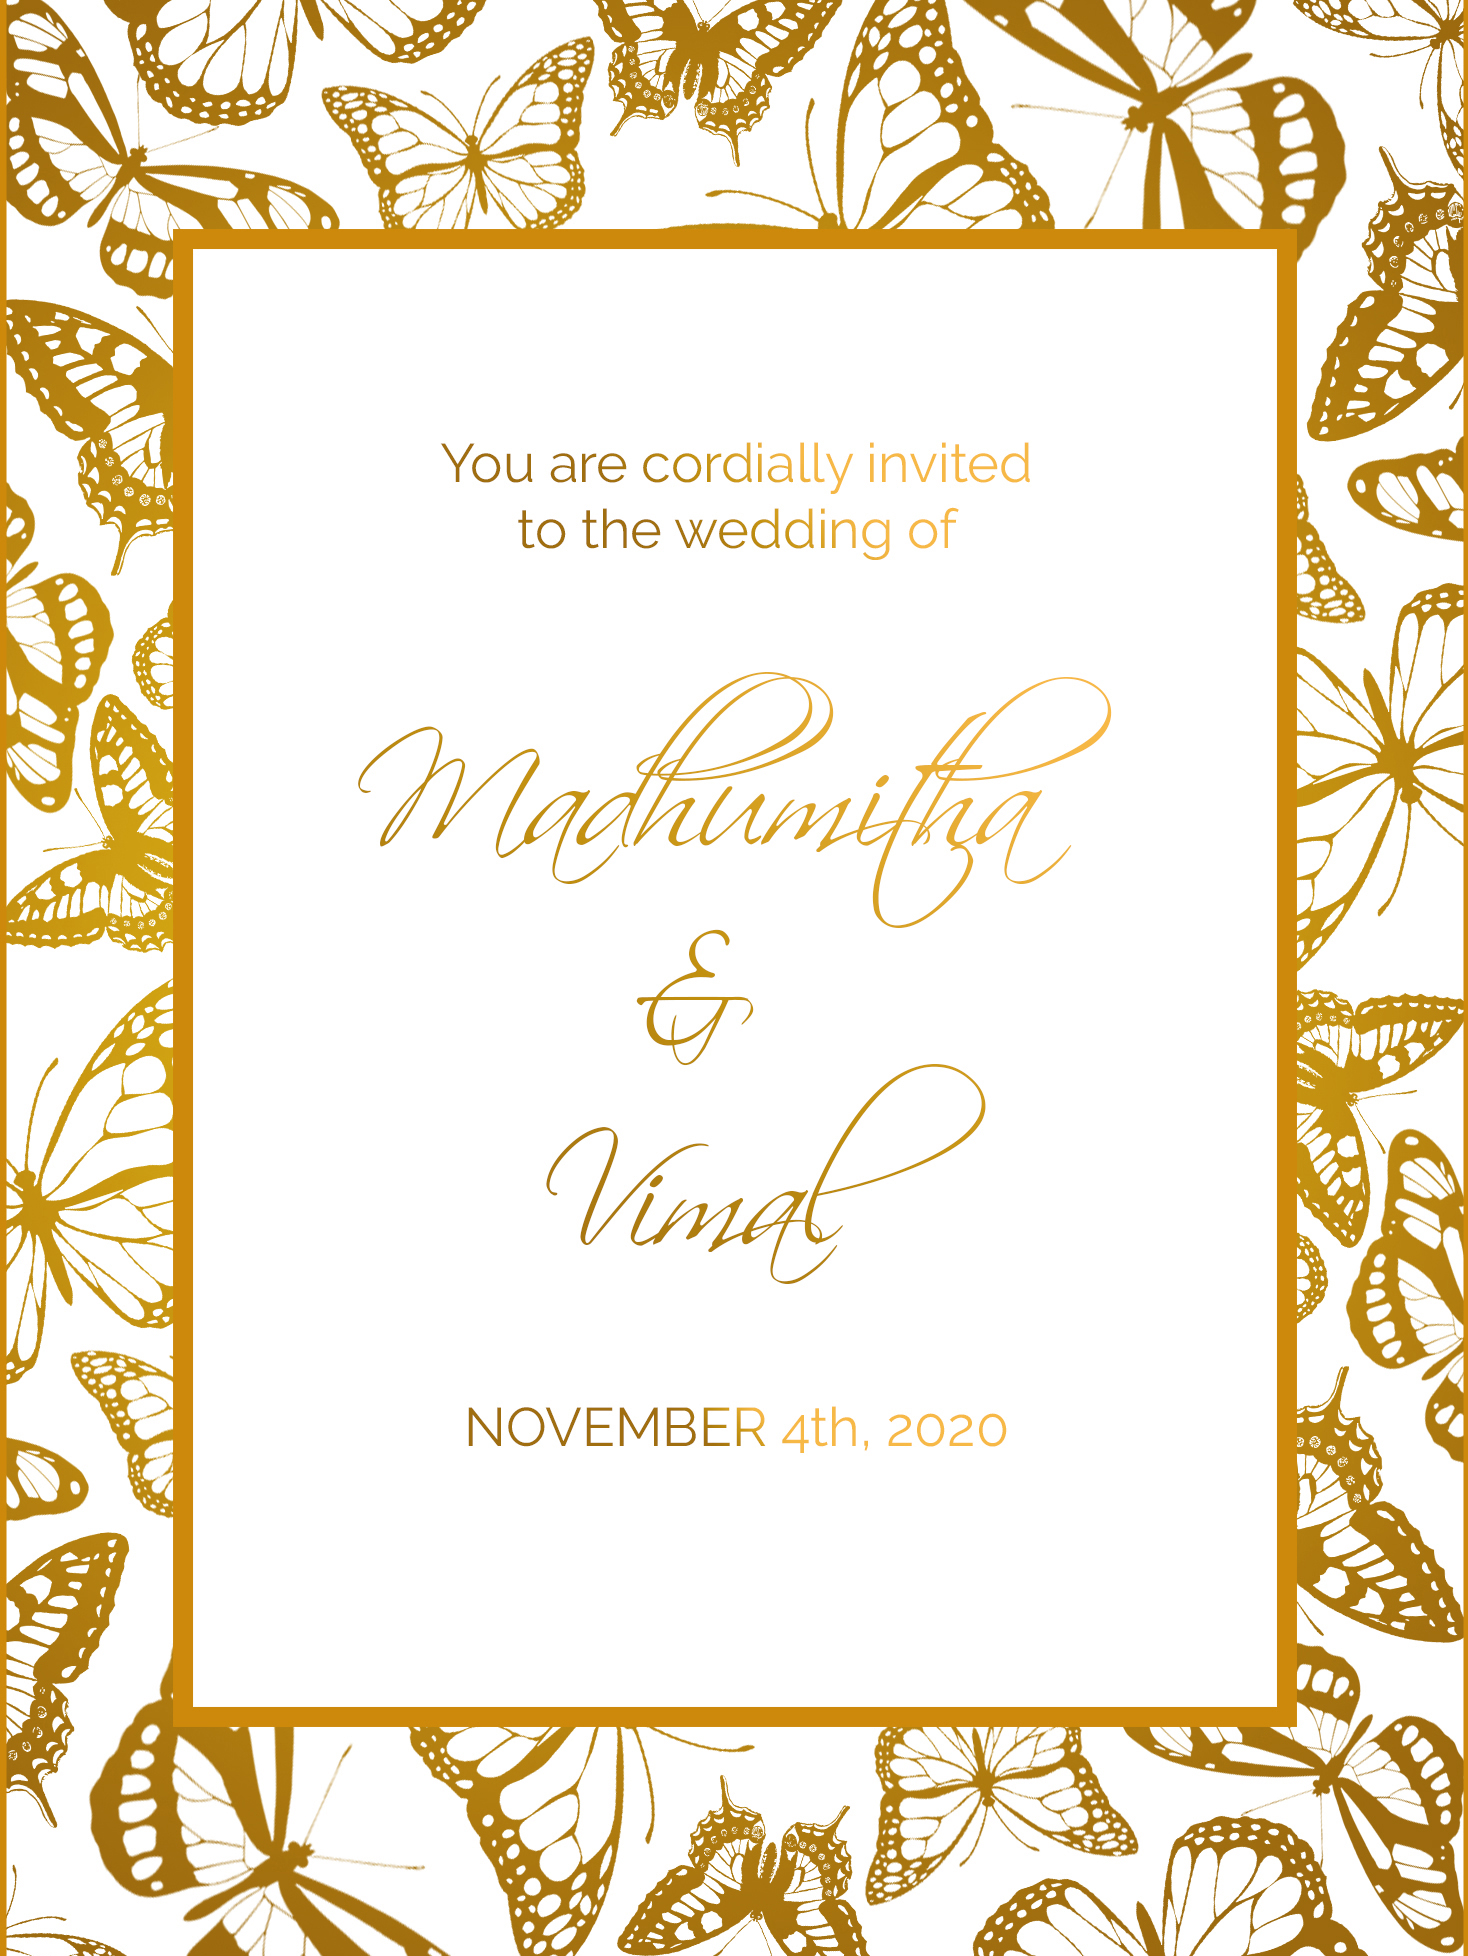 You are cordially invited
to the wedding of
Madhumitha
&
Vimal
NOVEMBER 4th, 2020